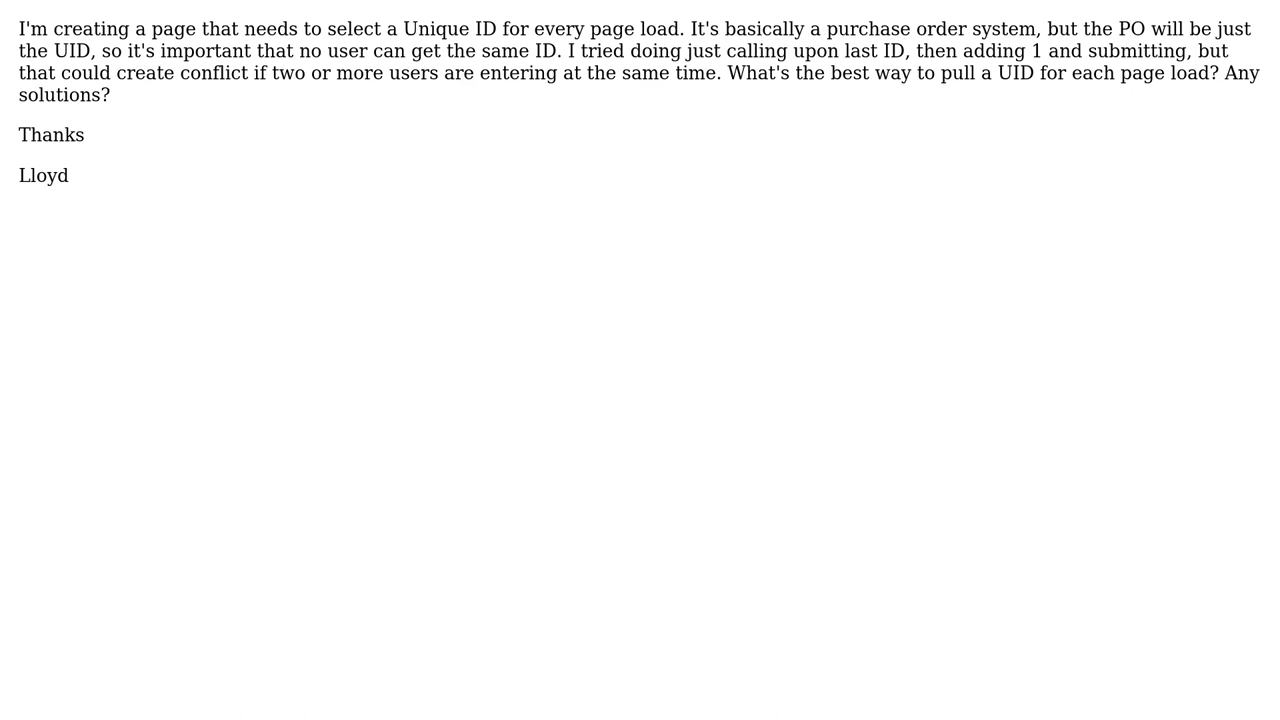 I'm creating a page that needs to select a Unique ID for every page load. It's basically a purchase order system, but the PO will be just
the UID, so it's important that no user can get the same ID. I tried doing just calling upon last ID, then adding 1 and submitting, but
that could create conflict if two or more users are entering at the same time. What's the best way to pull a UID for each page load? Any
solutions?
Thanks
Lloyd